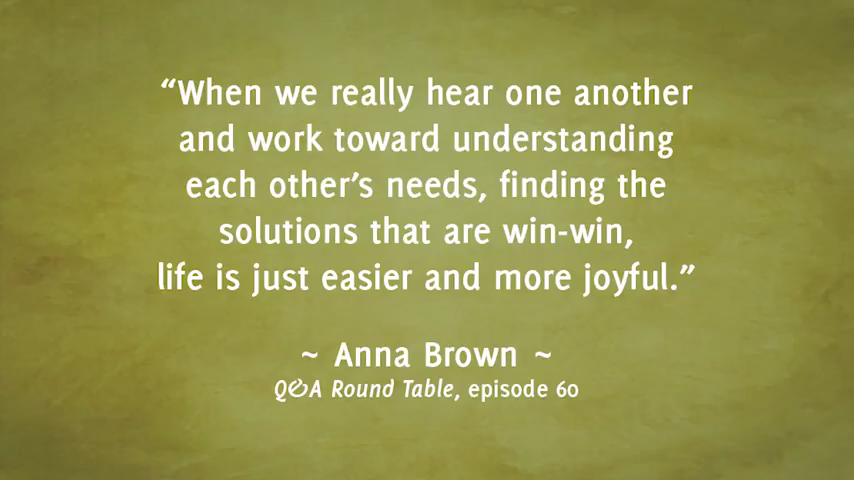 “When we really hear one another
and work toward understanding
each other’s needs, finding the
solutions that are win-win,
life is just easier and more joyful.”
~ Anna Brown ~
Q&A Round Table, episode 60